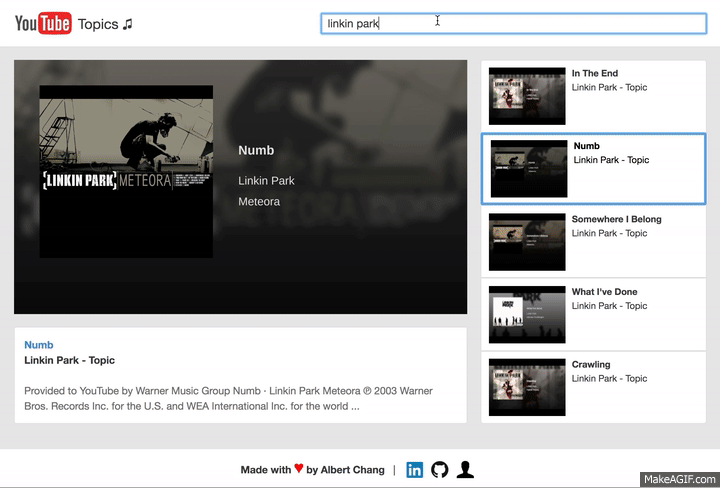 YouTube Topics
linkin park
[LINKIN PARK] METEORA
Numb
Linkin Park
Meteora
In The End
Linkin Park - Topic
Numb
Linkin Park - Topic
Somewhere I Belong
Linkin Park - Topic
What I've Done
Linkin Park - Topic
Crawling
Linkin Park - Topic
Numb
Linkin Park - Topic
Provided to YouTube by Warner Music Group Numb · Linkin Park Meteora ℗ 2003 Warner
Bros. Records Inc. for the U.S. and WEA International Inc. for the world ...
Made with ♥ by Albert Chang |
in
MakeAGIF.com